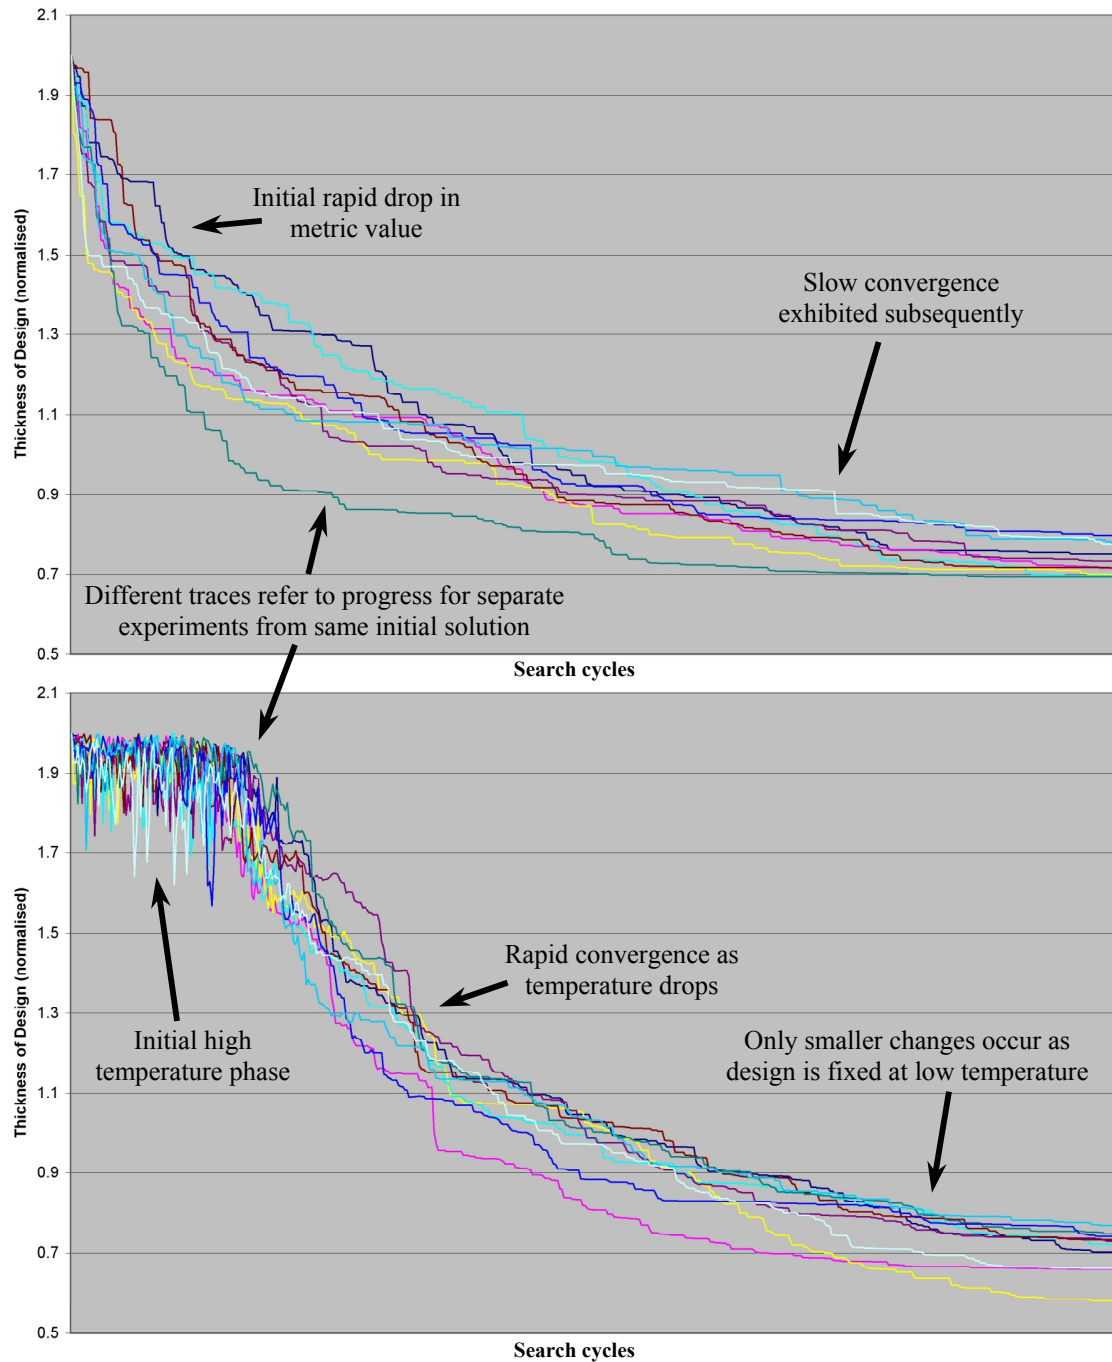 2.1
1.9
1.7
1.5
1.3
1.1
0.9
0.7
0.5
Thickness of Design (normalised)
Initial rapid drop in
metric value
Slow convergence
exhibited subsequently
Different traces refer to progress for separate
experiments from same initial solution
Search cycles
2.1
1.9
1.7
1.5
1.3
1.1
0.9
0.7
0.5
Thickness of Design (normalised)
Rapid convergence as
temperature drops
Initial high
temperature phase
Only smaller changes occur as
design is fixed at low temperature
Search cycles